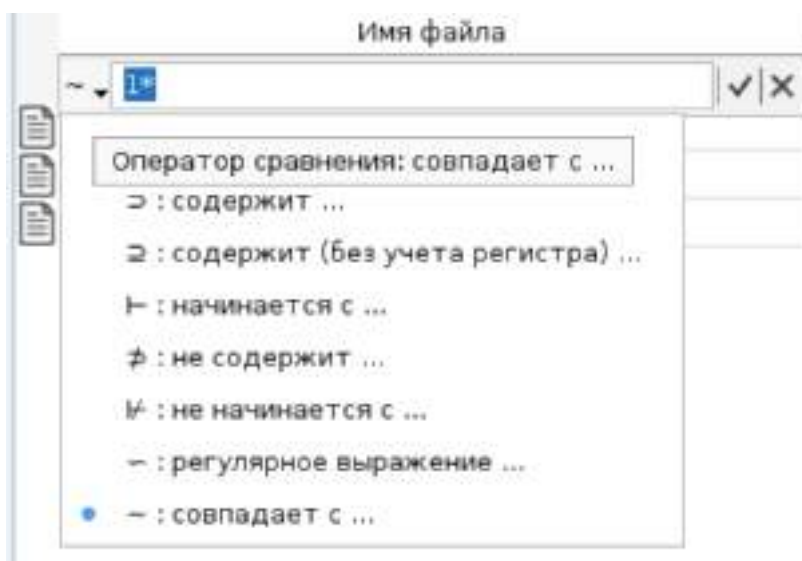 Имя файла
~ 1*
Оператор сравнения: совпадает с ...
⊃ : содержит ...
⊇ : содержит (без учета регистра) ...
⊢ : начинается с ...
⊅ : не содержит ...
⊬ : не начинается с ...
∽ : регулярное выражение ...
~ : совпадает с ...